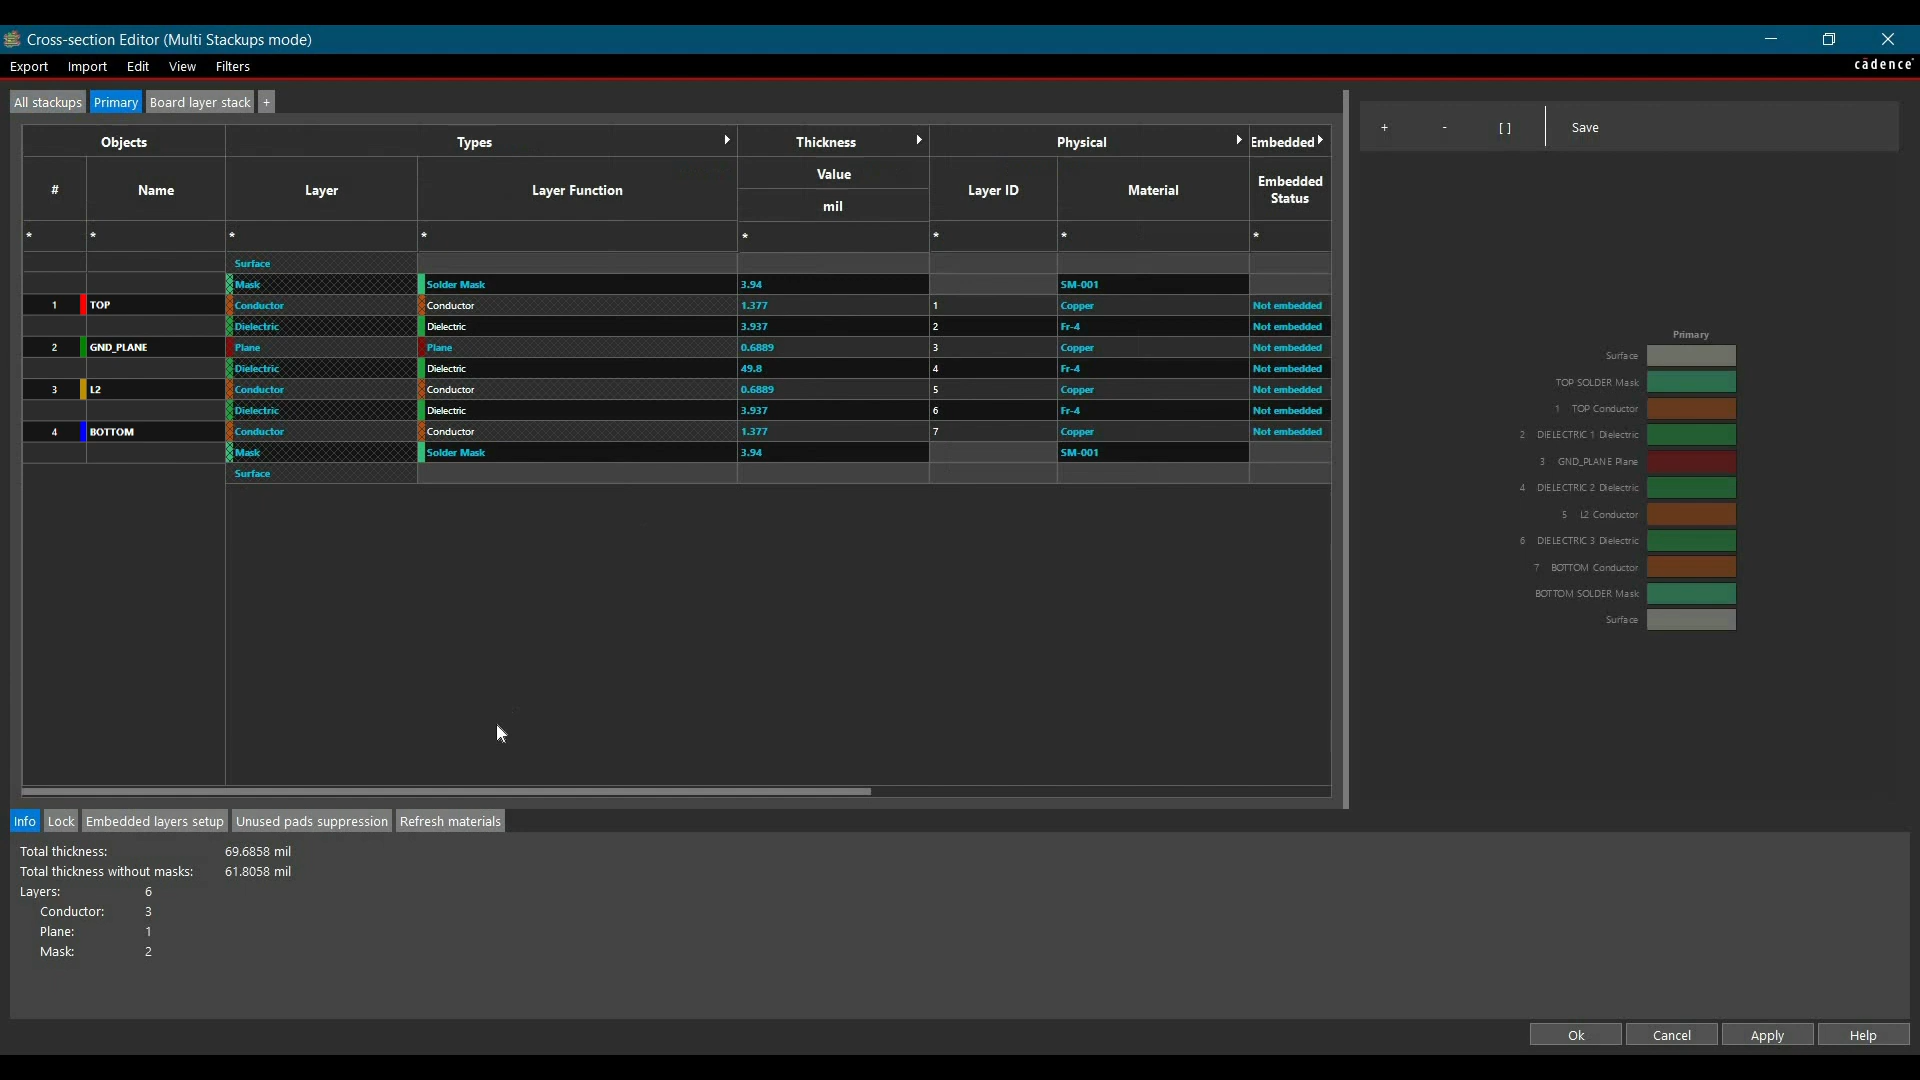 Cross-section Editor (Multi Stackups mode)
Export Import Edit View Filters
cādence
All stackups Primary Board layer stack +
+ - [ ] Save
Objects Types Thickness Physical Embedded
# Name Layer Layer Function Value mil Layer ID Material Embedded Status
* * * * * * * *
Surface
Mask Solder Mask 3.94 SM-001
1 TOP Conductor Conductor 1.377 1 Copper Not embedded
Dielectric Dielectric 3.937 2 Fr-4 Not embedded
2 GND_PLANE Plane Plane 0.6889 3 Copper Not embedded
Dielectric Dielectric 49.8 4 Fr-4 Not embedded
3 L2 Conductor Conductor 0.6889 5 Copper Not embedded
Dielectric Dielectric 3.937 6 Fr-4 Not embedded
4 BOTTOM Conductor Conductor 1.377 7 Copper Not embedded
Mask Solder Mask 3.94 SM-001
Surface
Primary
Surface
TOP SOLDER Mask
1 TOP Conductor
2 DIELECTRIC 1 Dielectric
3 GND_PLANE Plane
4 DIELECTRIC 2 Dielectric
5 L2 Conductor
6 DIELECTRIC 3 Dielectric
7 BOTTOM Conductor
BOTTOM SOLDER Mask
Surface
Info Lock Embedded layers setup Unused pads suppression Refresh materials
Total thickness: 69.6858 mil
Total thickness without masks: 61.8058 mil
Layers: 6
Conductor: 3
Plane: 1
Mask: 2
Ok Cancel Apply Help